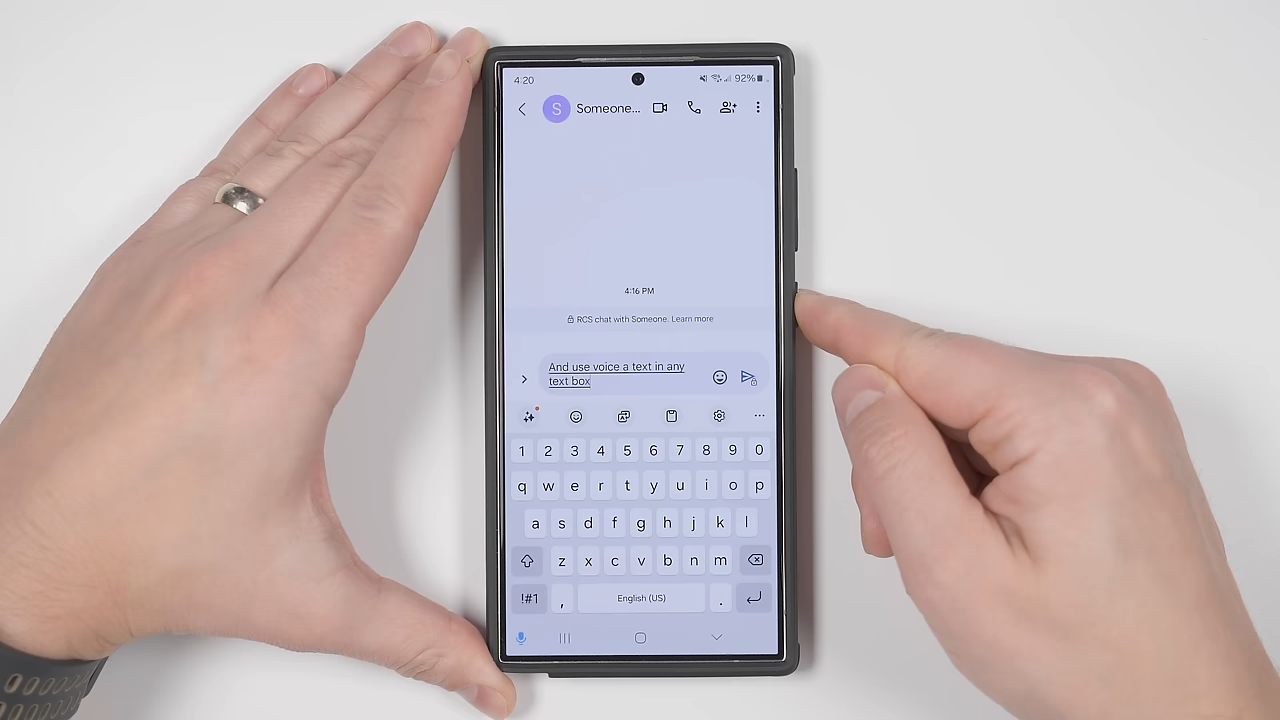 4:20 92%
S Someone...
4:16 PM
RCS chat with Someone. Learn more
And use voice a text in any
text box
1 2 3 4 5 6 7 8 9 0
q w e r t y u i o p
a s d f g h j k l
z x c v b n m
!#1 , English (US) .